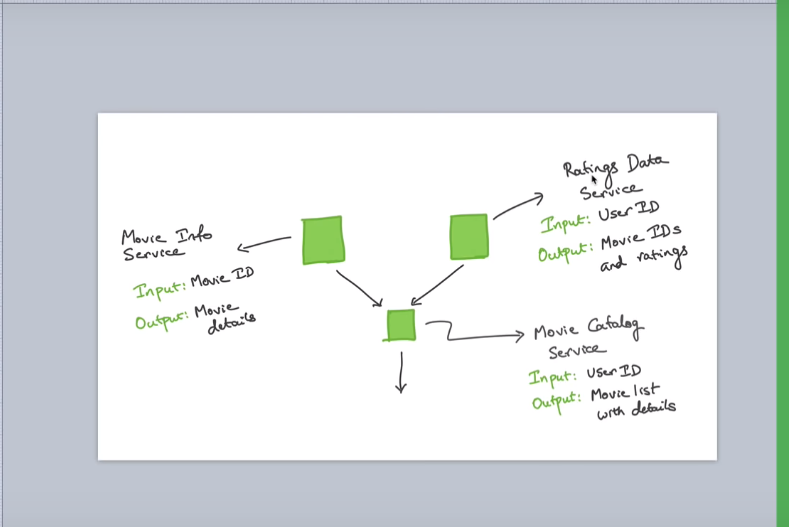 Movie Info
Service
Input: Movie ID
Output: Movie
details
Ratings Data
Service
Input: User ID
Output: Movie IDs
and ratings
Movie Catalog
Service
Input: User ID
Output: Movie list
with details